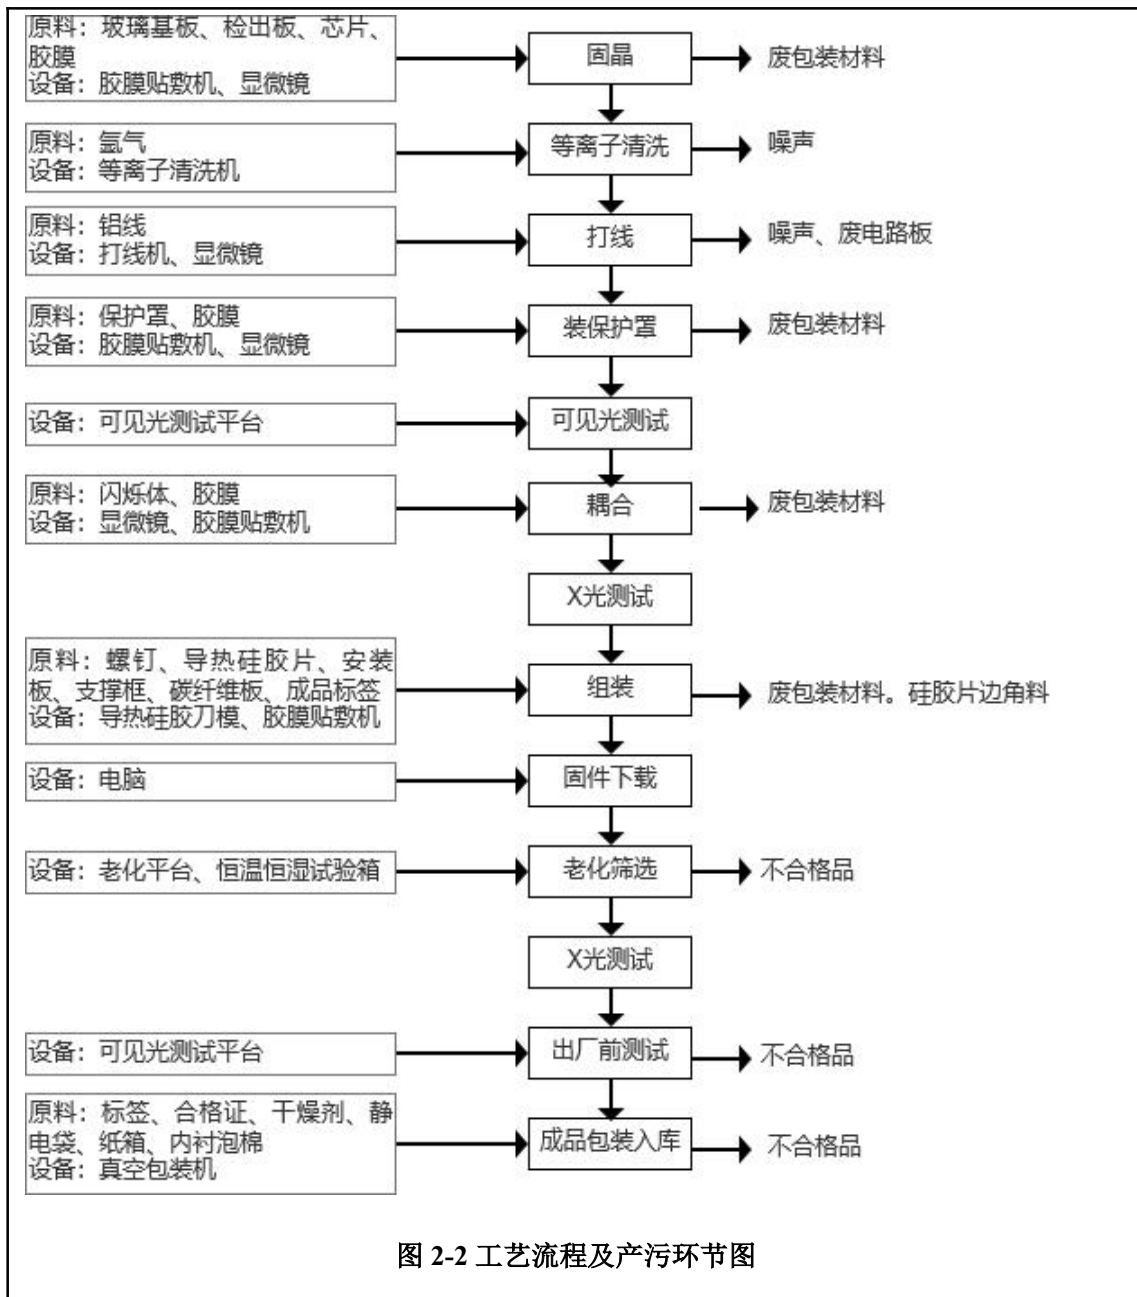 原料：玻璃基板、检出板、芯片、
胶膜
设备：胶膜贴敷机、显微镜
固晶
废包装材料
原料：氩气
设备：等离子清洗机
等离子清洗
噪声
原料：铝线
设备：打线机、显微镜
打线
噪声、废电路板
原料：保护罩、胶膜
设备：胶膜贴敷机、显微镜
装保护罩
废包装材料
设备：可见光测试平台
可见光测试
原料：闪烁体、胶膜
设备：显微镜、胶膜贴敷机
耦合
废包装材料
X光测试
原料：螺钉、导热硅胶片、安装
板、支撑框、碳纤维板、成品标签
设备：导热硅胶刀模、胶膜贴敷机
组装
废包装材料。硅胶片边角料
设备：电脑
固件下载
设备：老化平台、恒温恒湿试验箱
老化筛选
不合格品
X光测试
设备：可见光测试平台
出厂前测试
不合格品
原料：标签、合格证、干燥剂、静
电袋、纸箱、内衬泡棉
设备：真空包装机
成品包装入库
不合格品
图 2-2 工艺流程及产污环节图